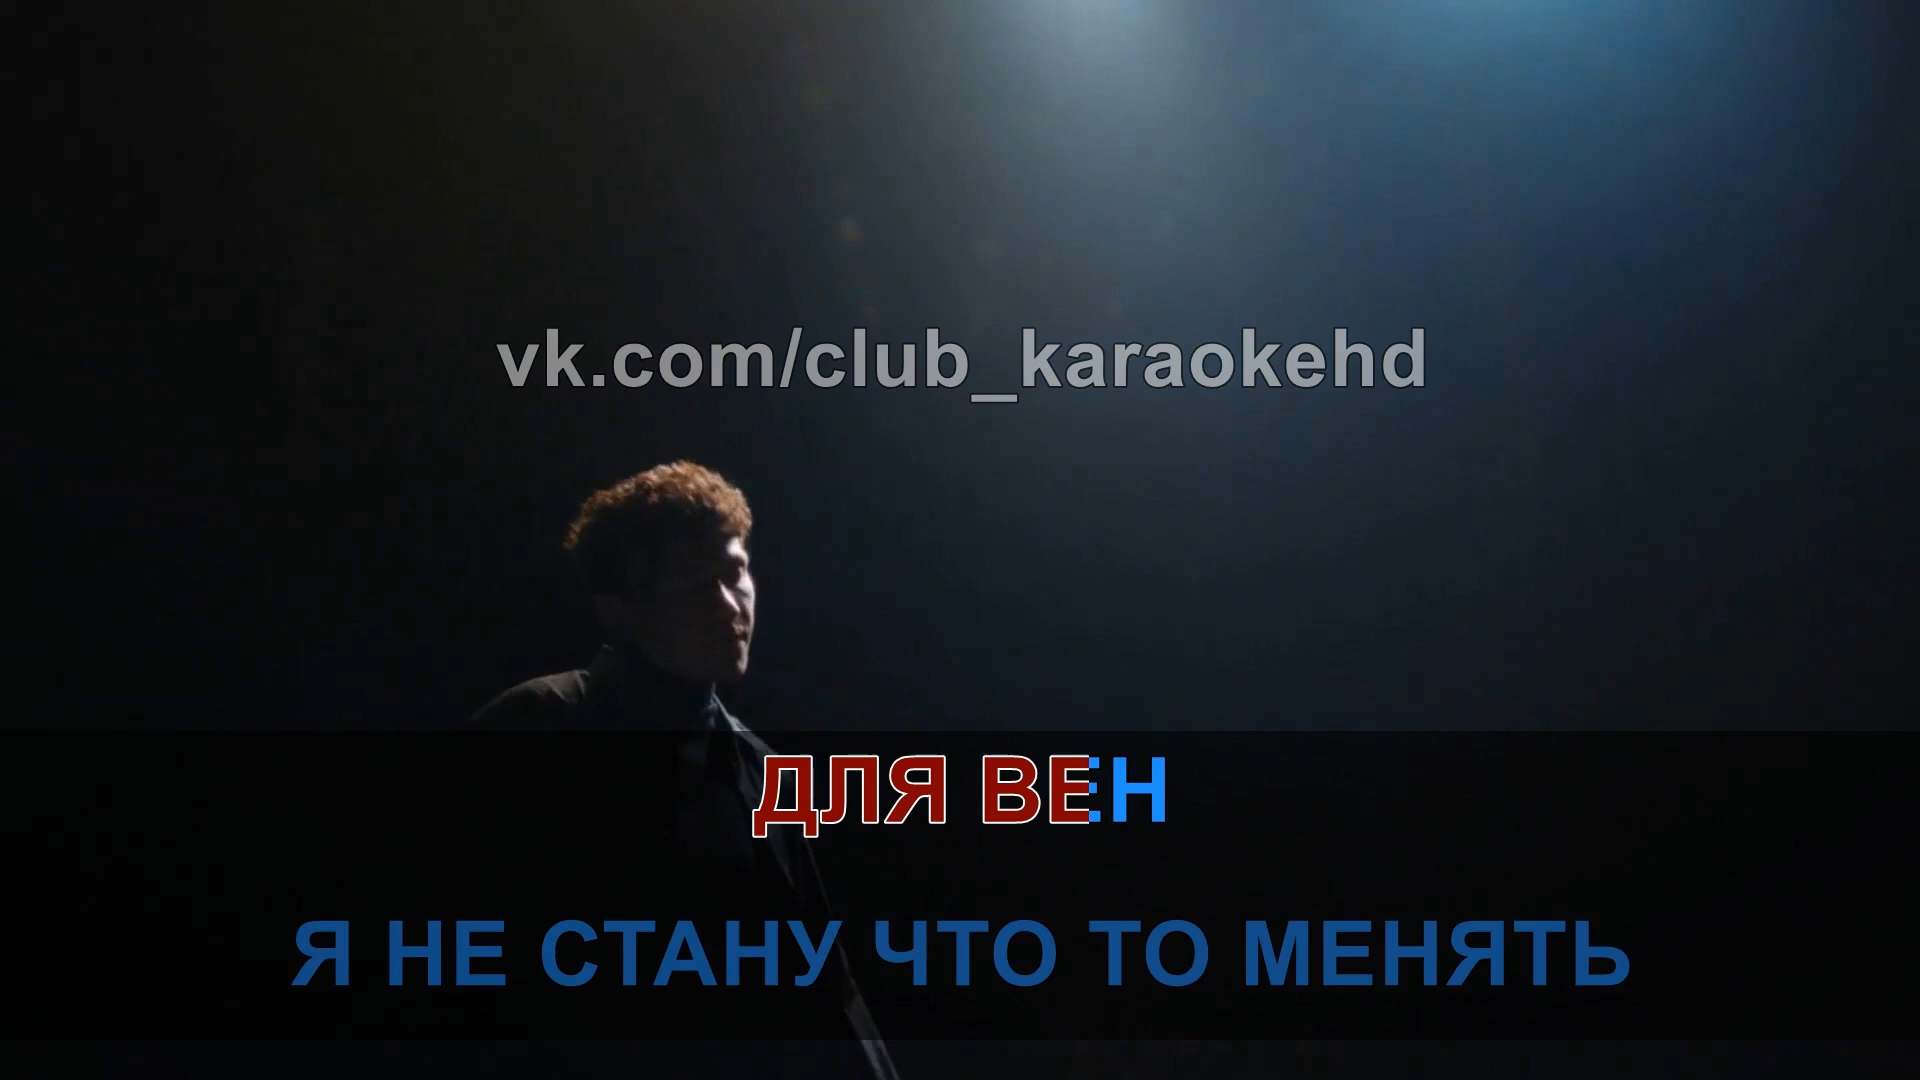 vk.com/club_karaokehd
ДЛЯ ВЕН
Я НЕ СТАНУ ЧТО ТО МЕНЯТЬ